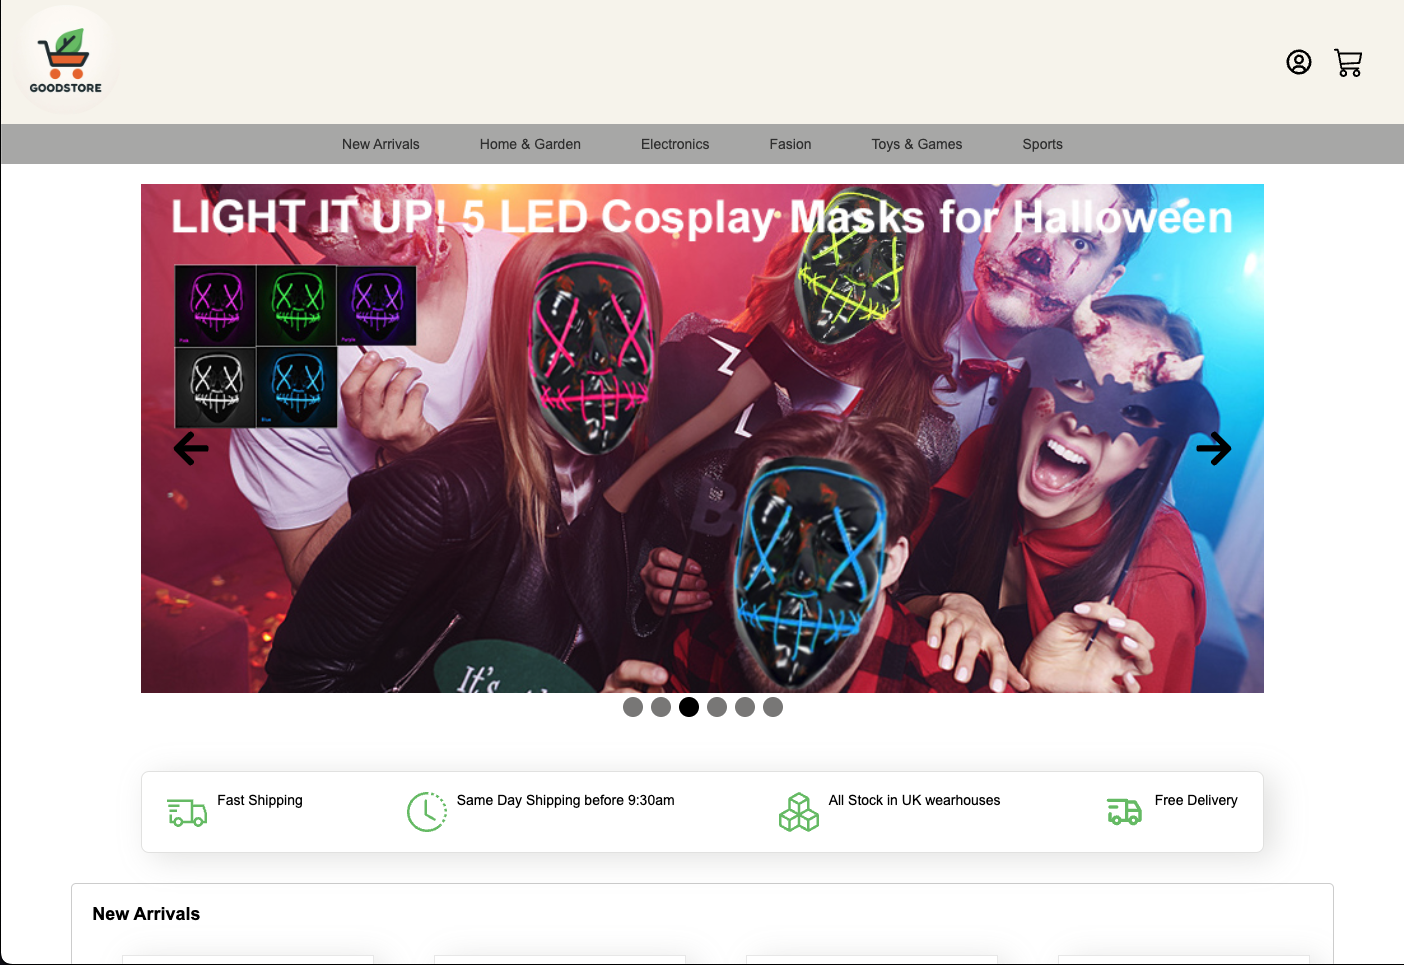 GOODSTORE
New Arrivals
Home & Garden
Electronics
Fasion
Toys & Games
Sports
LIGHT IT UP! 5 LED Cosplay Masks for Halloween
Pink
Purple
Blue
It's
Fast Shipping
Same Day Shipping before 9:30am
All Stock in UK wearhouses
Free Delivery
New Arrivals